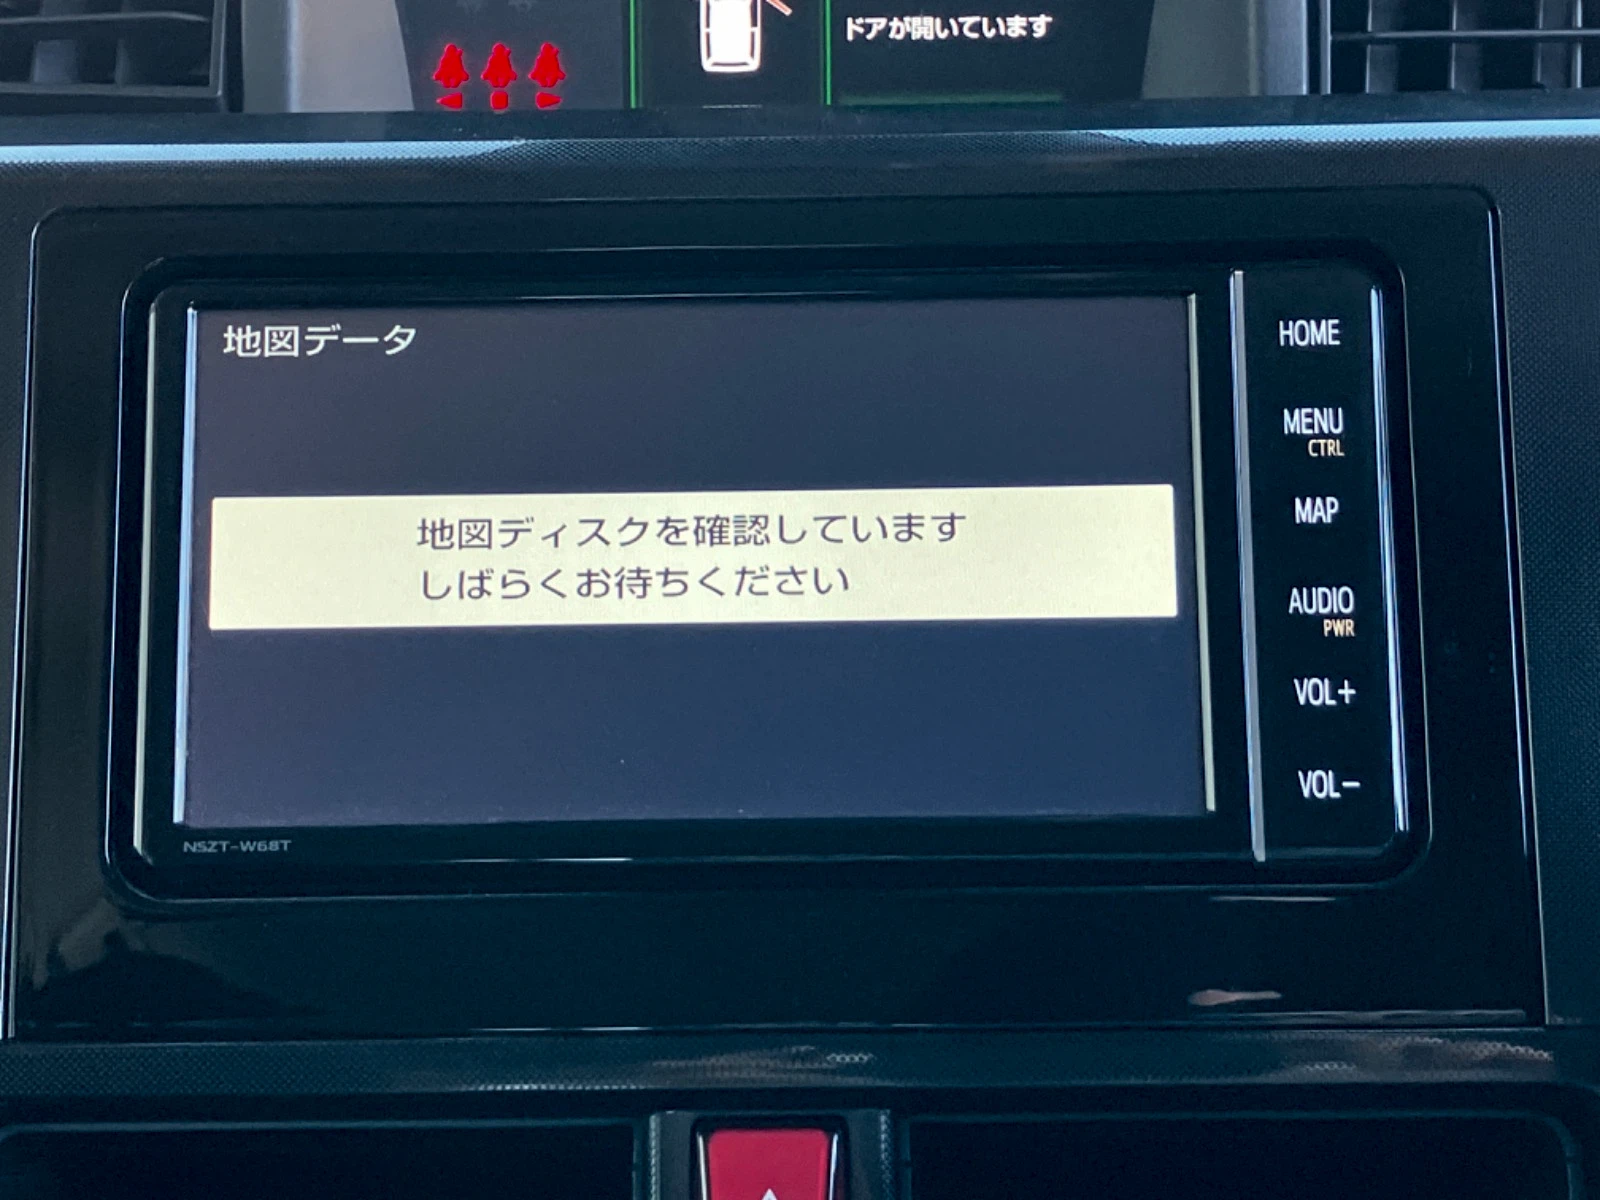 ドアが開いています
地図データ
地図ディスクを確認しています
しばらくお待ちください
HOME
MENU
CTRL
MAP
AUDIO
PWR
VOL+
VOL-
NSZT-W68T